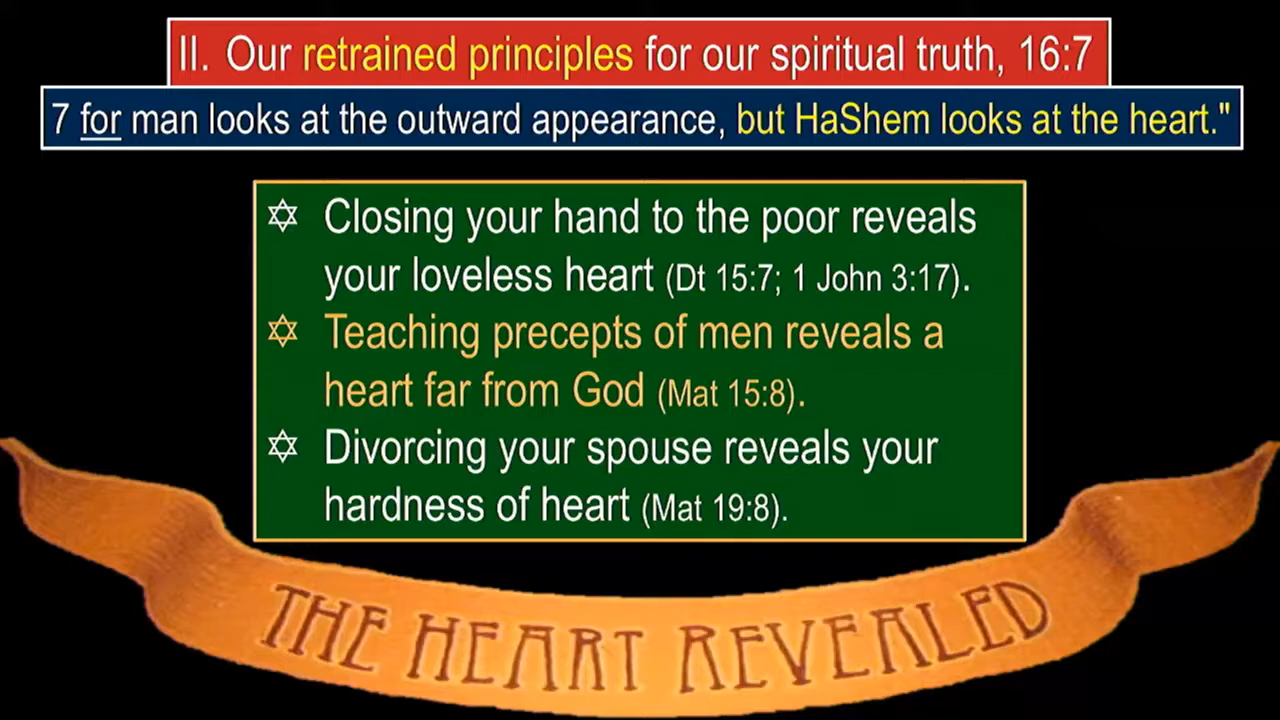 II. Our retrained principles for our spiritual truth, 16:7
7 for man looks at the outward appearance, but HaShem looks at the heart."
✡ Closing your hand to the poor reveals
your loveless heart (Dt 15:7; 1 John 3:17).
✡ Teaching precepts of men reveals a
heart far from God (Mat 15:8).
✡ Divorcing your spouse reveals your
hardness of heart (Mat 19:8).
THE HEART REVEALED